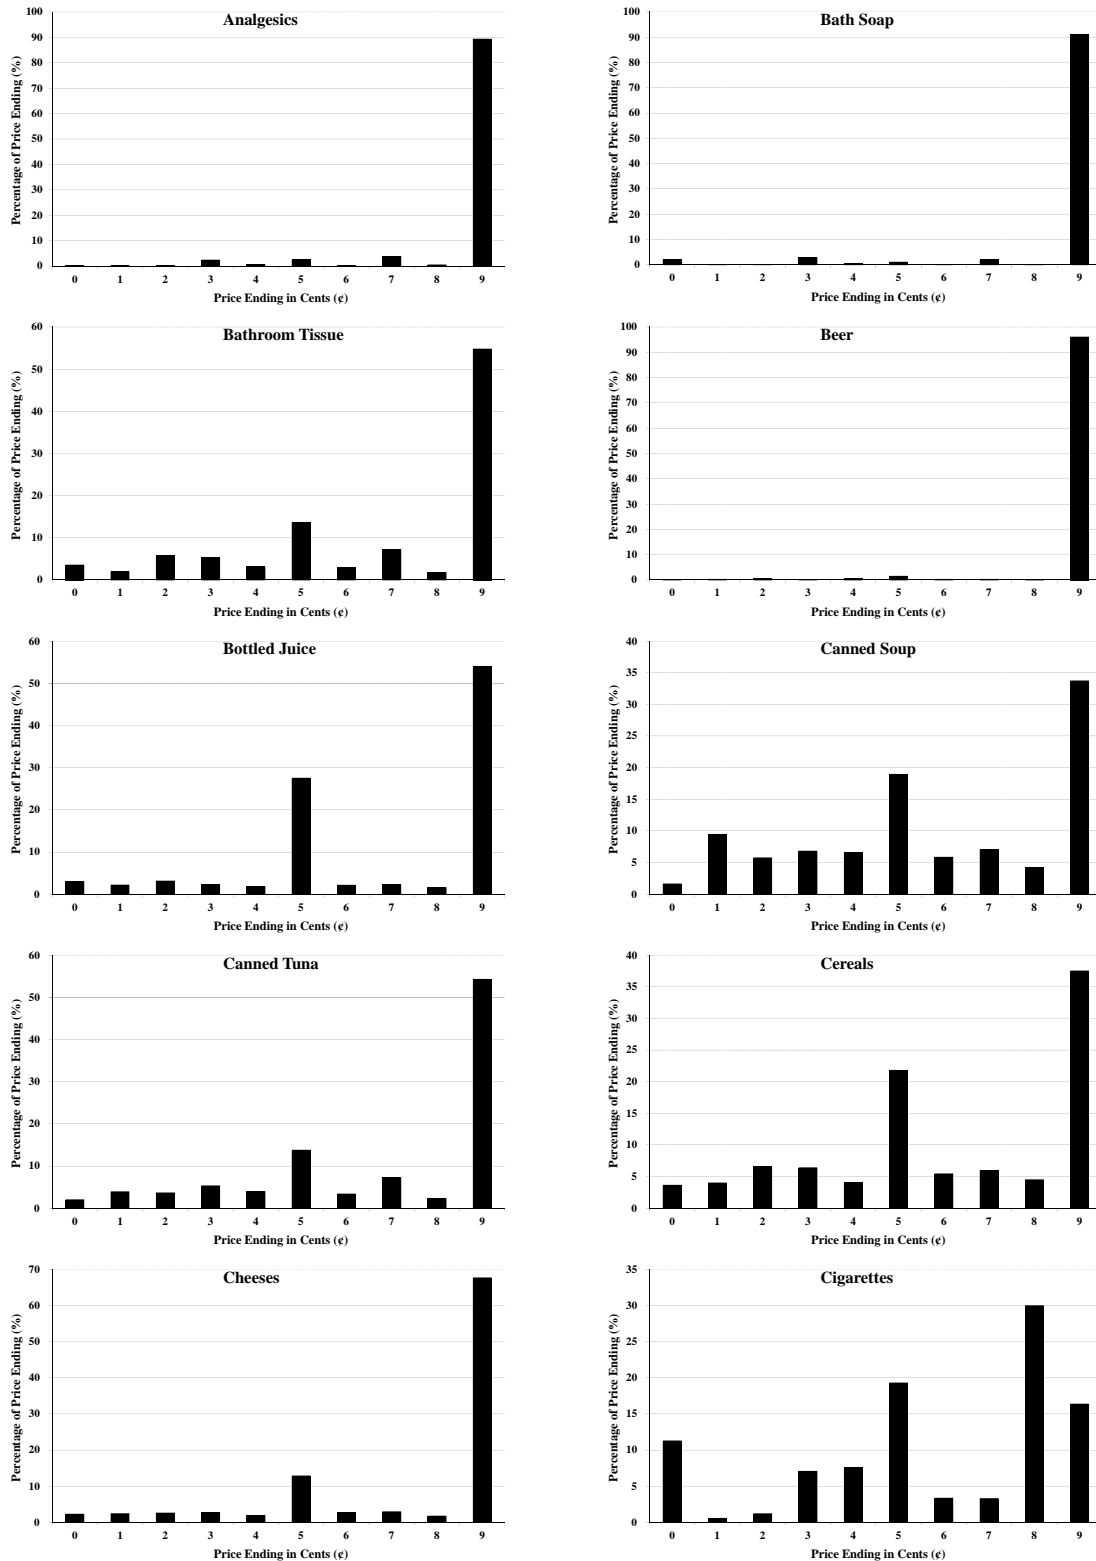 Analgesics
Percentage of Price Ending (%)
100
90
80
70
60
50
40
30
20
10
0
0 1 2 3 4 5 6 7 8 9
Price Ending in Cents (¢)
Bath Soap
Percentage of Price Ending (%)
100
90
80
70
60
50
40
30
20
10
0
0 1 2 3 4 5 6 7 8 9
Price Ending in Cents (¢)
Bathroom Tissue
Percentage of Price Ending (%)
60
50
40
30
20
10
0
0 1 2 3 4 5 6 7 8 9
Price Ending in Cents (¢)
Beer
Percentage of Price Ending (%)
100
90
80
70
60
50
40
30
20
10
0
0 1 2 3 4 5 6 7 8 9
Price Ending in Cents (¢)
Bottled Juice
Percentage of Price Ending (%)
60
50
40
30
20
10
0
0 1 2 3 4 5 6 7 8 9
Price Ending in Cents (¢)
Canned Soup
Percentage of Price Ending (%)
40
35
30
25
20
15
10
5
0
0 1 2 3 4 5 6 7 8 9
Price Ending in Cents (¢)
Canned Tuna
Percentage of Price Ending (%)
60
50
40
30
20
10
0
0 1 2 3 4 5 6 7 8 9
Price Ending in Cents (¢)
Cereals
Percentage of Price Ending (%)
40
35
30
25
20
15
10
5
0
0 1 2 3 4 5 6 7 8 9
Price Ending in Cents (¢)
Cheeses
Percentage of Price Ending (%)
70
60
50
40
30
20
10
0
0 1 2 3 4 5 6 7 8 9
Price Ending in Cents (¢)
Cigarettes
Percentage of Price Ending (%)
35
30
25
20
15
10
5
0
0 1 2 3 4 5 6 7 8 9
Price Ending in Cents (¢)